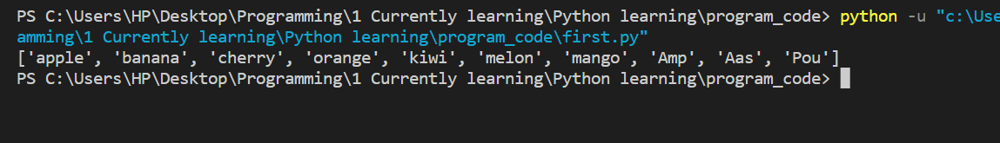 PS C:\Users\HP\Desktop\Programming\1 Currently learning\Python learning\program_code> python -u "c:\Use
amming\1 Currently learning\Python learning\program_code\first.py"
['apple', 'banana', 'cherry', 'orange', 'kiwi', 'melon', 'mango', 'Amp', 'Aas', 'Pou']
PS C:\Users\HP\Desktop\Programming\1 Currently learning\Python learning\program_code>